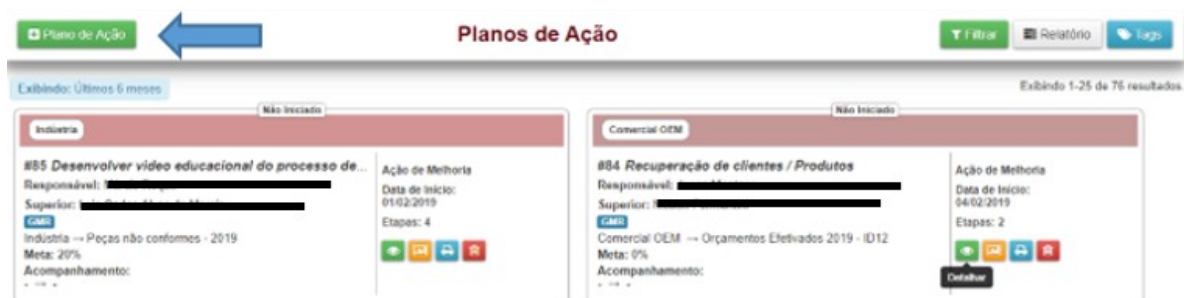 Plano de Ação
Planos de Ação
Filtrar
Relatório
Tags
Exibindo: Últimos 6 meses
Exibindo 1-25 de 76 resultados
Não Iniciado
Indústria
#85 Desenvolver video educacional do processo de...
Responsável:
Superior:
GMR
Indústria → Peças não conformes - 2019
Meta: 20%
Acompanhamento:
Ação de Melhoria
Data de Início:
01/02/2019
Etapas: 4
Não Iniciado
Comercial OEM
#84 Recuperação de clientes / Produtos
Responsável:
Superior:
GMR
Comercial OEM → Orçamentos Efetivados 2019 - ID12
Meta: 0%
Acompanhamento:
Ação de Melhoria
Data de Início:
04/02/2019
Etapas: 2
Detalhar